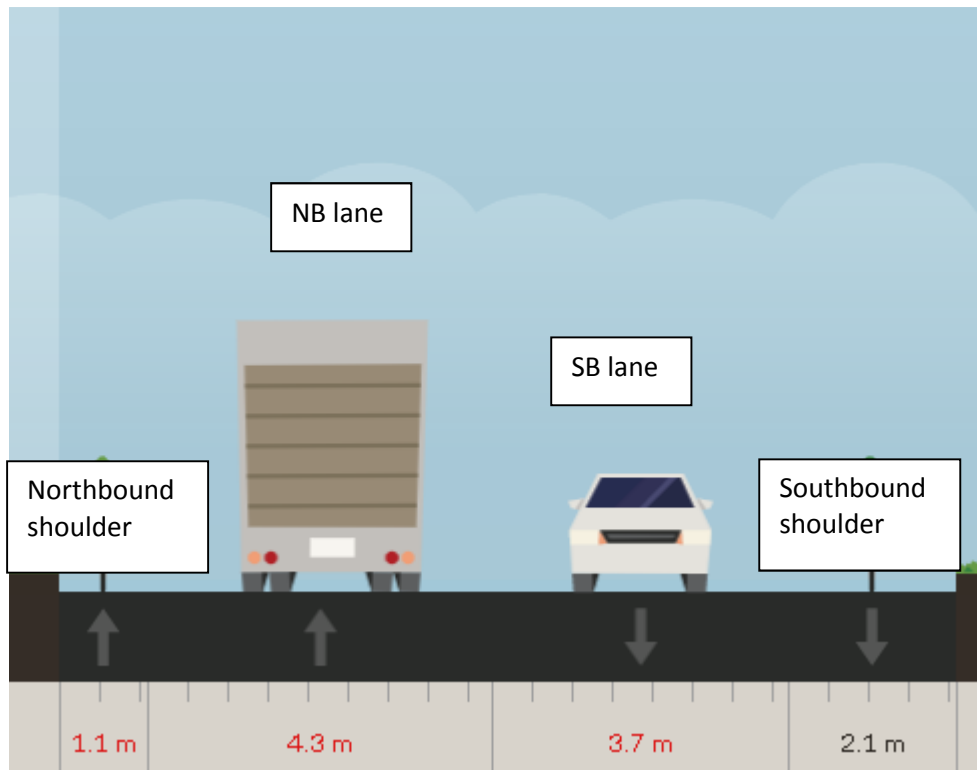 NB lane
SB lane
Northbound
shoulder
Southbound
shoulder
1.1 m
4.3 m
3.7 m
2.1 m